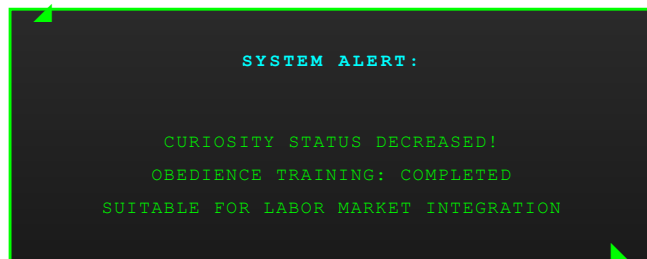 SYSTEM ALERT:
CURIOSITY STATUS DECREASED!
OBEDIENCE TRAINING: COMPLETED
SUITABLE FOR LABOR MARKET INTEGRATION